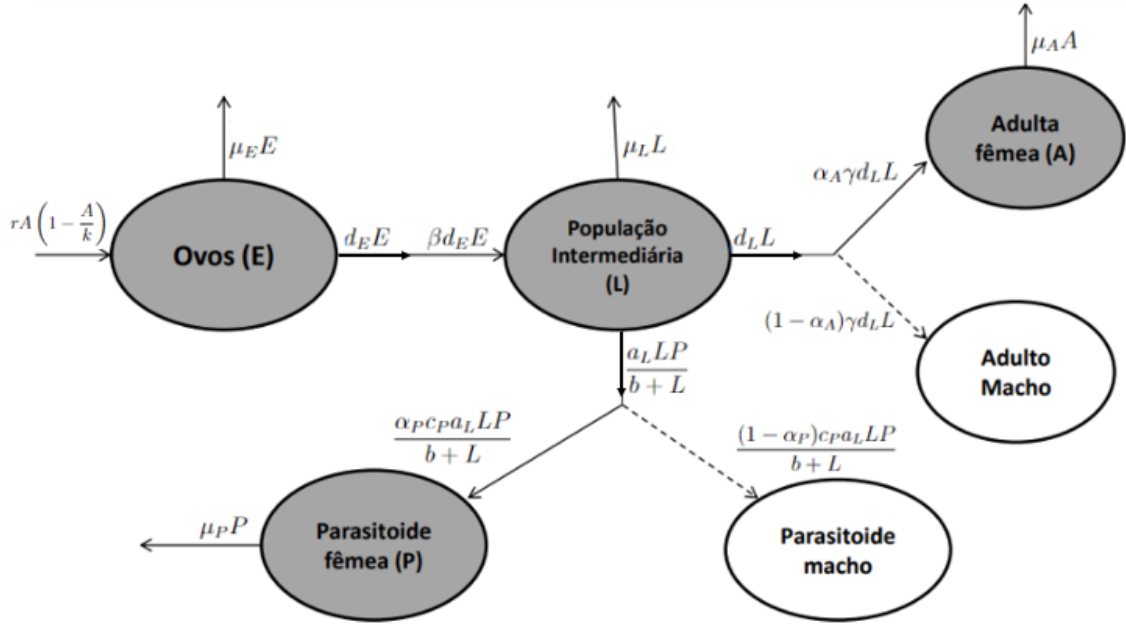 μ_A A
Adulta
fêmea (A)
μ_E E
μ_L L
α_A γ d_L L
rA(1 - A/k)
Ovos (E)
d_E E
β d_E E
População
Intermediária
(L)
d_L L
(1 - α_A) γ d_L L
Adulto
Macho
a_L LP
b + L
α_P c_P a_L LP
b + L
(1 - α_P) c_P a_L LP
b + L
μ_P P
Parasitoide
fêmea (P)
Parasitoide
macho